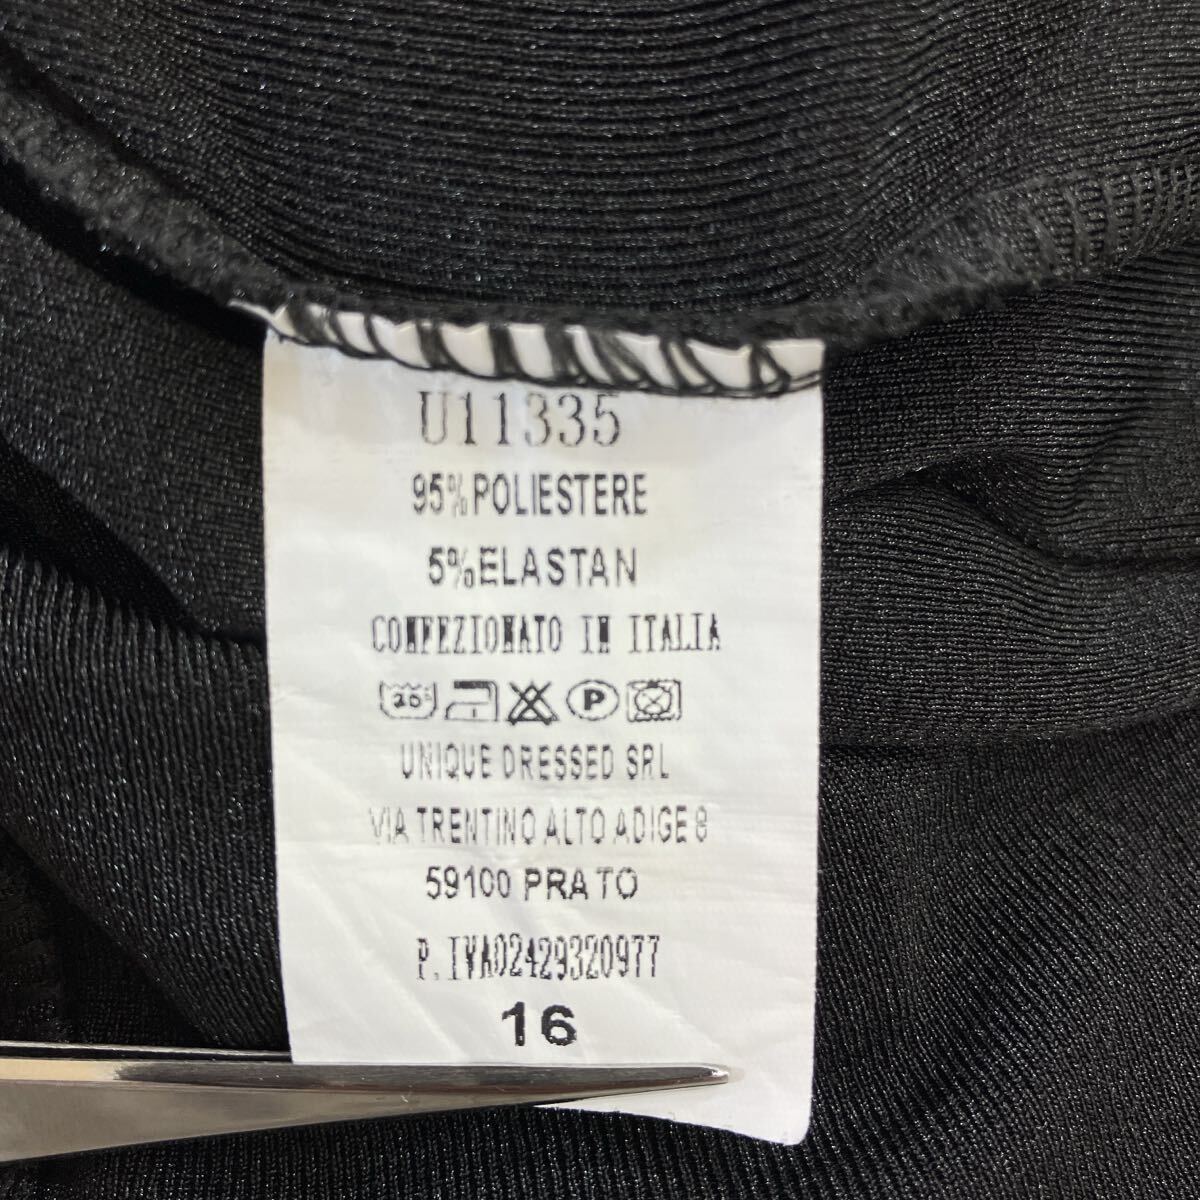 U11335
95%POLIESTERE
5%ELASTAN
CONFEZIONATO IN ITALIA
30° P
UNIQUE DRESSED SRL
VIA TRENTINO ALTO ADIGE 8
59100 PRATO
P.IVA02429320977
16